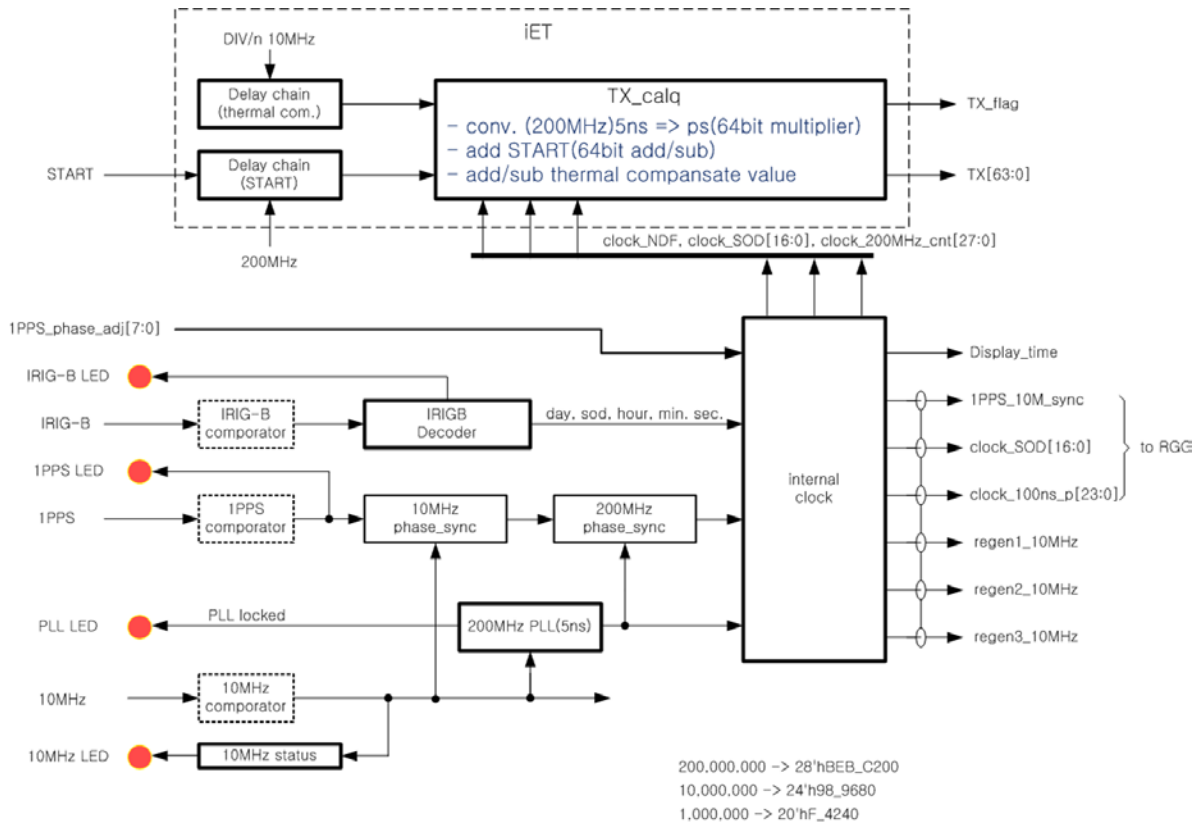 iET
DIV/n 10MHz
Delay chain
(thermal com.)
TX_calq
- conv. (200MHz)5ns => ps(64bit multiplier)
- add START(64bit add/sub)
- add/sub thermal compansate value
TX_flag
START
Delay chain
(START)
TX[63:0]
200MHz
clock_NDF, clock_SOD[16:0], clock_200MHz_cnt[27:0]
1PPS_phase_adj[7:0]
Display_time
IRIG-B LED
1PPS_10M_sync
IRIG-B
IRIG-B
comporator
IRIGB
Decoder
day, sod, hour, min. sec.
clock_SOD[16:0]
to RGG
1PPS LED
internal
clock
clock_100ns_p[23:0]
1PPS
1PPS
comporator
10MHz
phase_sync
200MHz
phase_sync
regen1_10MHz
regen2_10MHz
PLL LED
PLL locked
200MHz PLL(5ns)
regen3_10MHz
10MHz
10MHz
comporator
10MHz LED
10MHz status
200,000,000 -> 28'hBEB_C200
10,000,000 -> 24'h98_9680
1,000,000 -> 20'hF_4240